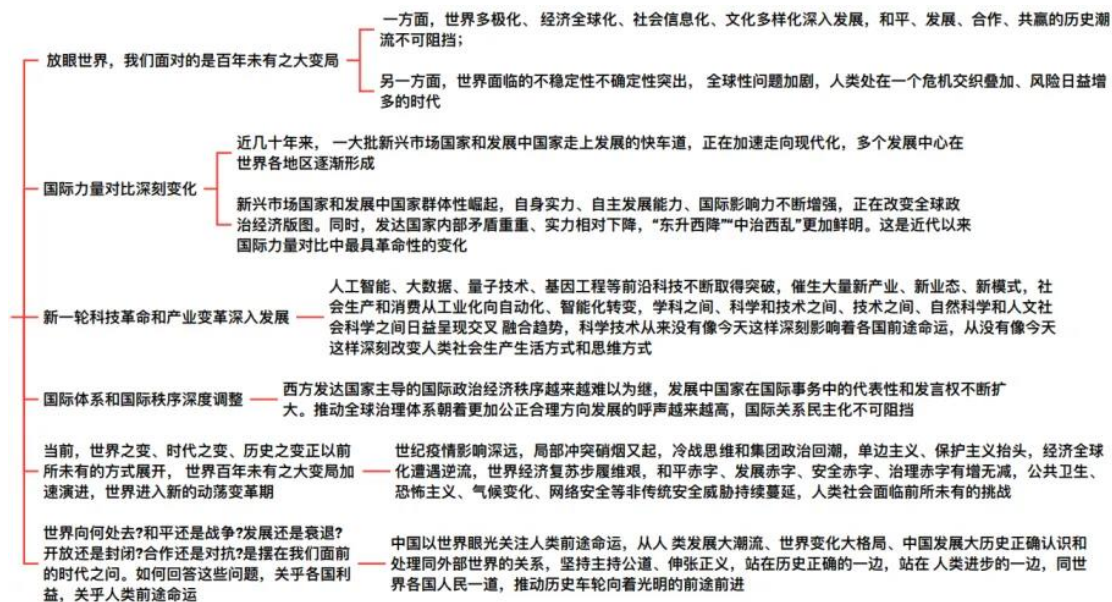 放眼世界，我们面对的是百年未有之大变局
一方面，世界多极化、经济全球化、社会信息化、文化多样化深入发展，和平、发展、合作、共赢的历史潮
流不可阻挡；
另一方面，世界面临的不稳定性不确定性突出， 全球性问题加剧，人类处在一个危机交织叠加、风险日益增
多的时代
国际力量对比深刻变化
近几十年来， 一大批新兴市场国家和发展中国家走上发展的快车道，正在加速走向现代化，多个发展中心在
世界各地区逐渐形成
新兴市场国家和发展中国家群体性崛起，自身实力、自主发展能力、国际影响力不断增强，正在改变全球政
治经济版图。同时，发达国家内部矛盾重重、实力相对下降，“东升西降”“中治西乱”更加鲜明。这是近代以来
国际力量对比中最具革命性的变化
新一轮科技革命和产业变革深入发展
人工智能、大数据、量子技术、基因工程等前沿科技不断取得突破，催生大量新产业、新业态、新模式，社
会生产和消费从工业化向自动化、智能化转变，学科之间、科学和技术之间、技术之间、自然科学和人文社
会科学之间日益呈现交叉 融合趋势，科学技术从来没有像今天这样深刻影响着各国前途命运，从没有像今天
这样深刻改变人类社会生产生活方式和思维方式
国际体系和国际秩序深度调整
西方发达国家主导的国际政治经济秩序越来越难以为继，发展中国家在国际事务中的代表性和发言权不断扩
大。推动全球治理体系朝着更加公正合理方向发展的呼声越来越高，国际关系民主化不可阻挡
当前，世界之变、时代之变、历史之变正以前
所未有的方式展开， 世界百年未有之大变局加
速演进，世界进入新的动荡变革期
世纪疫情影响深远，局部冲突硝烟又起，冷战思维和集团政治回潮，单边主义、保护主义抬头，经济全球
化遭遇逆流，世界经济复苏步履维艰，和平赤字、发展赤字、安全赤字、治理赤字有增无减，公共卫生、
恐怖主义、气候变化、网络安全等非传统安全威胁持续蔓延，人类社会面临前所未有的挑战
世界向何处去?和平还是战争?发展还是衰退?
开放还是封闭?合作还是对抗?是摆在我们面前
的时代之问。如何回答这些问题，关乎各国利
益，关乎人类前途命运
中国以世界眼光关注人类前途命运，从人 类发展大潮流、世界变化大格局、中国发展大历史正确认识和
处理同外部世界的关系，坚持主持公道、伸张正义，站在历史正确的一边，站在 人类进步的一边，同世
界各国人民一道，推动历史车轮向着光明的前途前进